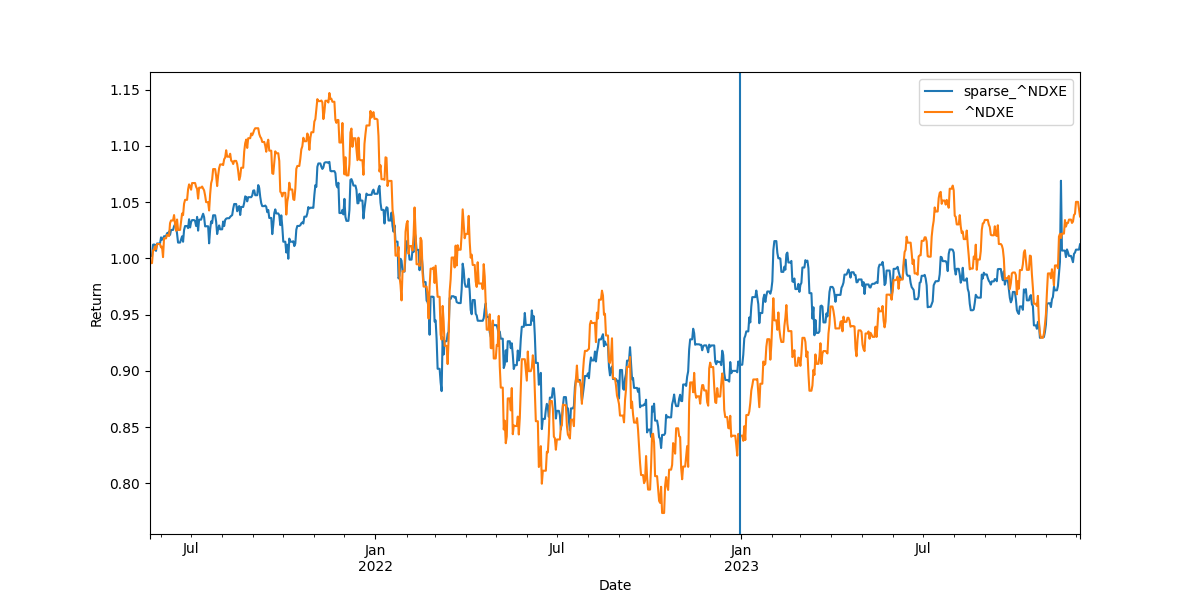 sparse_^NDXE
^NDXE
1.15
1.10
1.05
1.00
0.95
0.90
0.85
0.80
Return
Jul
Jan
2022
Jul
Jan
2023
Jul
Date